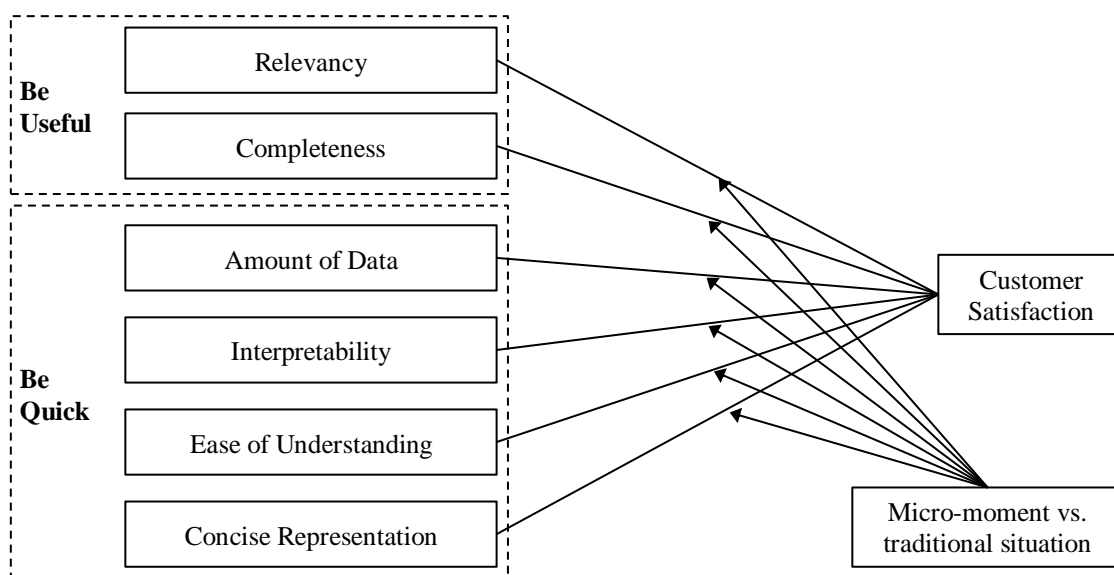 Be
Useful
Relevancy
Completeness
Be
Quick
Amount of Data
Interpretability
Ease of Understanding
Concise Representation
Customer
Satisfaction
Micro-moment vs.
traditional situation